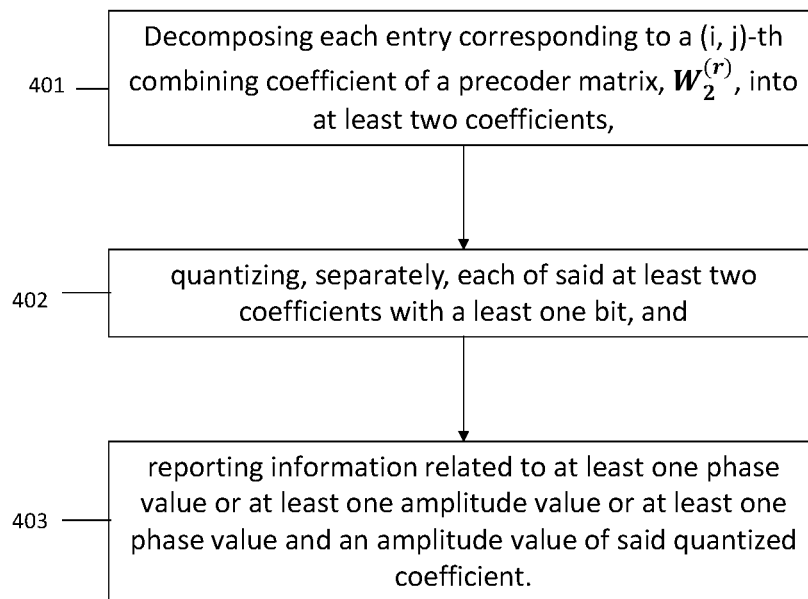 Decomposing each entry corresponding to a (i, j)-th
401
combining coefficient of a precoder matrix, W₂⁽ʳ⁾, into
at least two coefficients,
quantizing, separately, each of said at least two
402
coefficients with a least one bit, and
reporting information related to at least one phase
value or at least one amplitude value or at least one
403
phase value and an amplitude value of said quantized
coefficient.